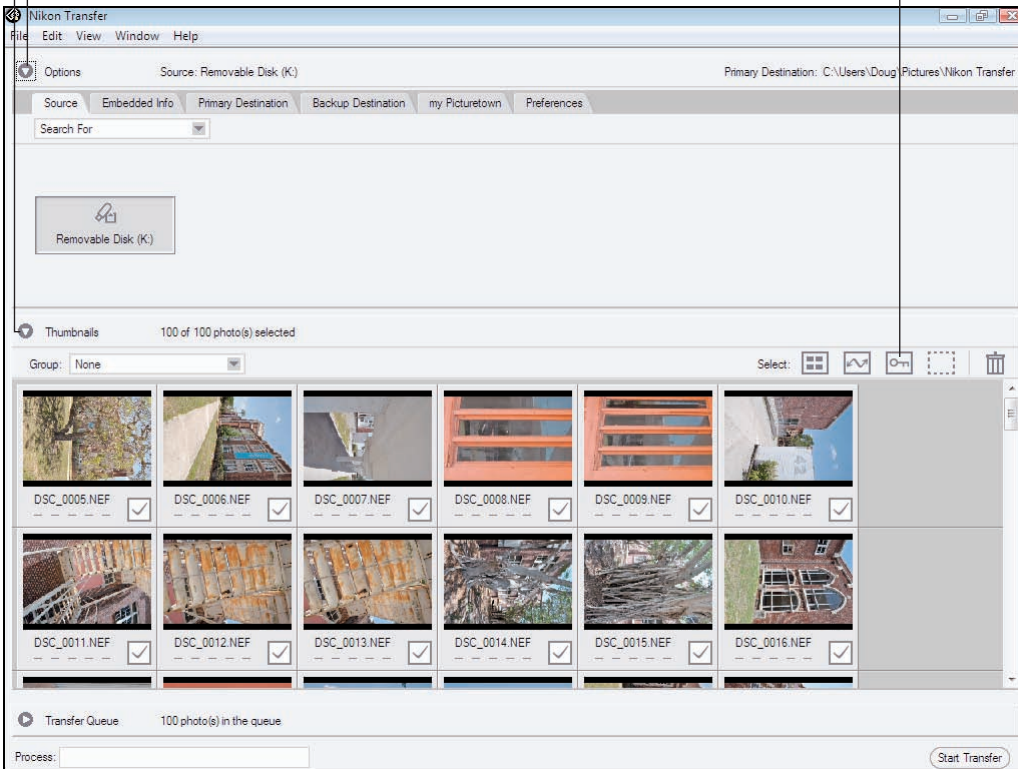 Nikon Transfer
File Edit View Window Help
Options Source: Removable Disk (K:) Primary Destination: C:\Users\Doug\Pictures\Nikon Transfer
Source Embedded Info Primary Destination Backup Destination my Picturetown Preferences
Search For
Removable Disk (K:)
Thumbnails 100 of 100 photo(s) selected
Group: None Select:
DSC_0005.NEF DSC_0006.NEF DSC_0007.NEF DSC_0008.NEF DSC_0009.NEF DSC_0010.NEF
DSC_0011.NEF DSC_0012.NEF DSC_0013.NEF DSC_0014.NEF DSC_0015.NEF DSC_0016.NEF
Transfer Queue 100 photo(s) in the queue
Process: Start Transfer